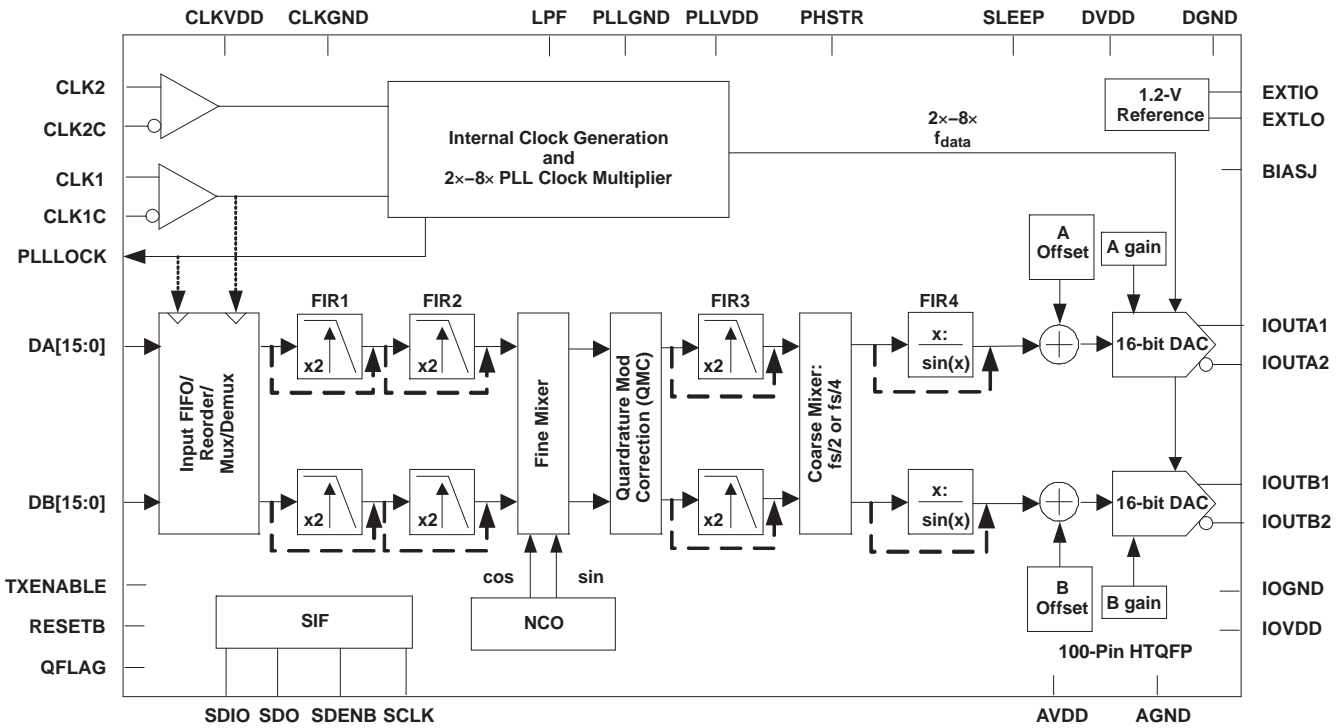 CLKVDD CLKGND LPF PLLGND PLLVDD PHSTR SLEEP DVDD DGND
CLK2
CLK2C
CLK1
CLK1C
PLLLOCK
Internal Clock Generation
and
2×−8× PLL Clock Multiplier
2×−8×
fdata
1.2-V
Reference
EXTIO
EXTLO
BIASJ
A
Offset
A gain
FIR1 FIR2 FIR3 FIR4
DA[15:0]
x2
x2
x2
x:
sin(x)
16-bit DAC
IOUTA1
IOUTA2
Input FIFO/
Reorder/
Mux/Demux
Fine Mixer
Quardrature Mod
Correction (QMC)
Coarse Mixer:
fs/2 or fs/4
DB[15:0]
x2
x2
x2
x:
sin(x)
16-bit DAC
IOUTB1
IOUTB2
cos sin
NCO
B
Offset
B gain
TXENABLE
RESETB
QFLAG
SIF
IOGND
IOVDD
100-Pin HTQFP
SDIO SDO SDENB SCLK AVDD AGND